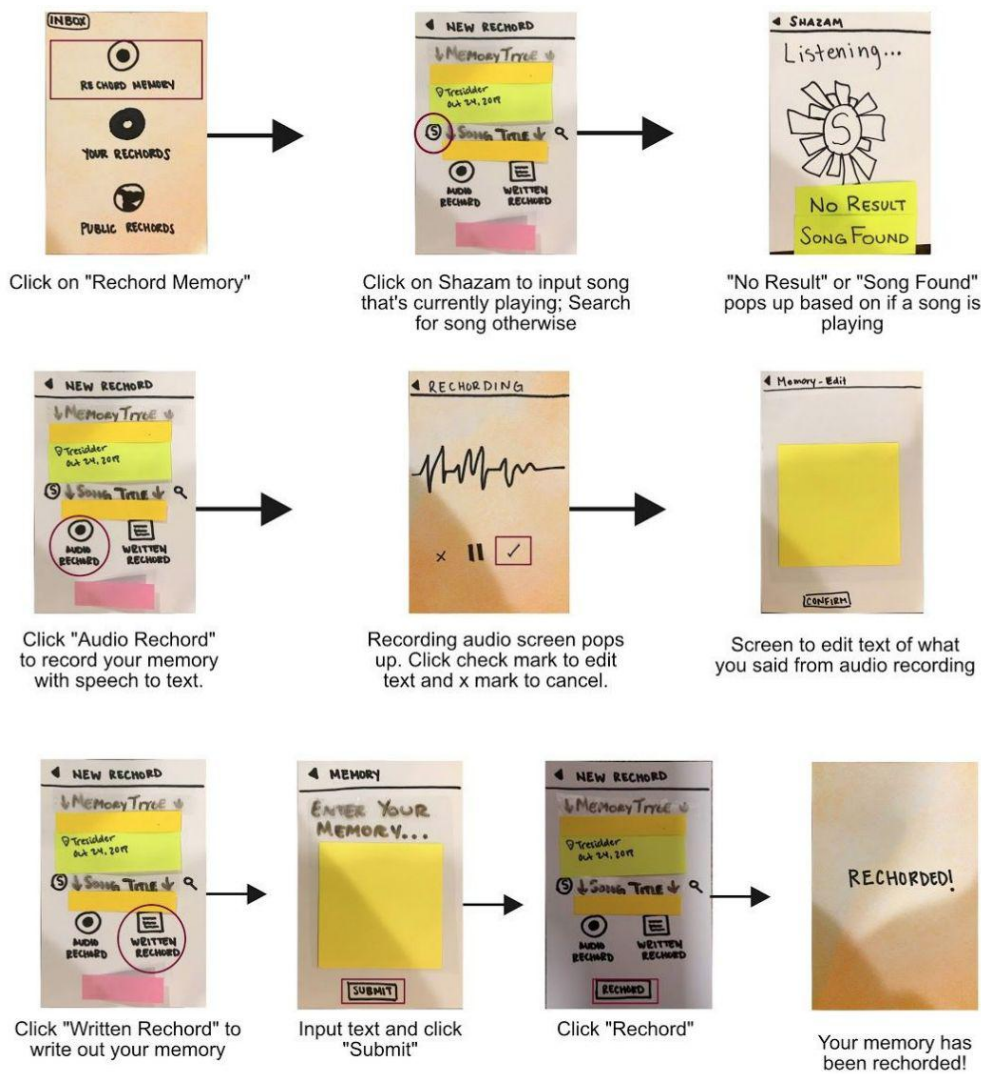 INBOX
RECHORD MEMORY
YOUR RECHORDS
PUBLIC RECHORDS
Click on "Rechord Memory"
NEW RECHORD
↓ MEMORY TITLE ↓
Tresidder
Oct 24, 2019
S ↓ SONG TITLE ↓
AUDIO RECHORD
WRITTEN RECHORD
Click on Shazam to input song
that's currently playing; Search
for song otherwise
SHAZAM
Listening...
S
NO RESULT
SONG FOUND
"No Result" or "Song Found"
pops up based on if a song is
playing
NEW RECHORD
↓ MEMORY TITLE ↓
Tresidder
Oct 24, 2019
S ↓ SONG TITLE ↓
AUDIO RECHORD
WRITTEN RECHORD
Click "Audio Rechord"
to record your memory
with speech to text.
RECHORDING
x
✓
Recording audio screen pops
up. Click check mark to edit
text and x mark to cancel.
Memory - Edit
CONFIRM
Screen to edit text of what
you said from audio recording
NEW RECHORD
↓ MEMORY TITLE ↓
Tresidder
Oct 24, 2019
S ↓ SONG TITLE ↓
AUDIO RECHORD
WRITTEN RECHORD
Click "Written Rechord" to
write out your memory
MEMORY
ENTER YOUR
MEMORY...
SUBMIT
Input text and click
"Submit"
NEW RECHORD
↓ MEMORY TITLE ↓
Tresidder
Oct 24, 2019
S ↓ SONG TITLE ↓
AUDIO RECHORD
WRITTEN RECHORD
RECHORD
Click "Rechord"
RECHORDED!
Your memory has
been rechorded!